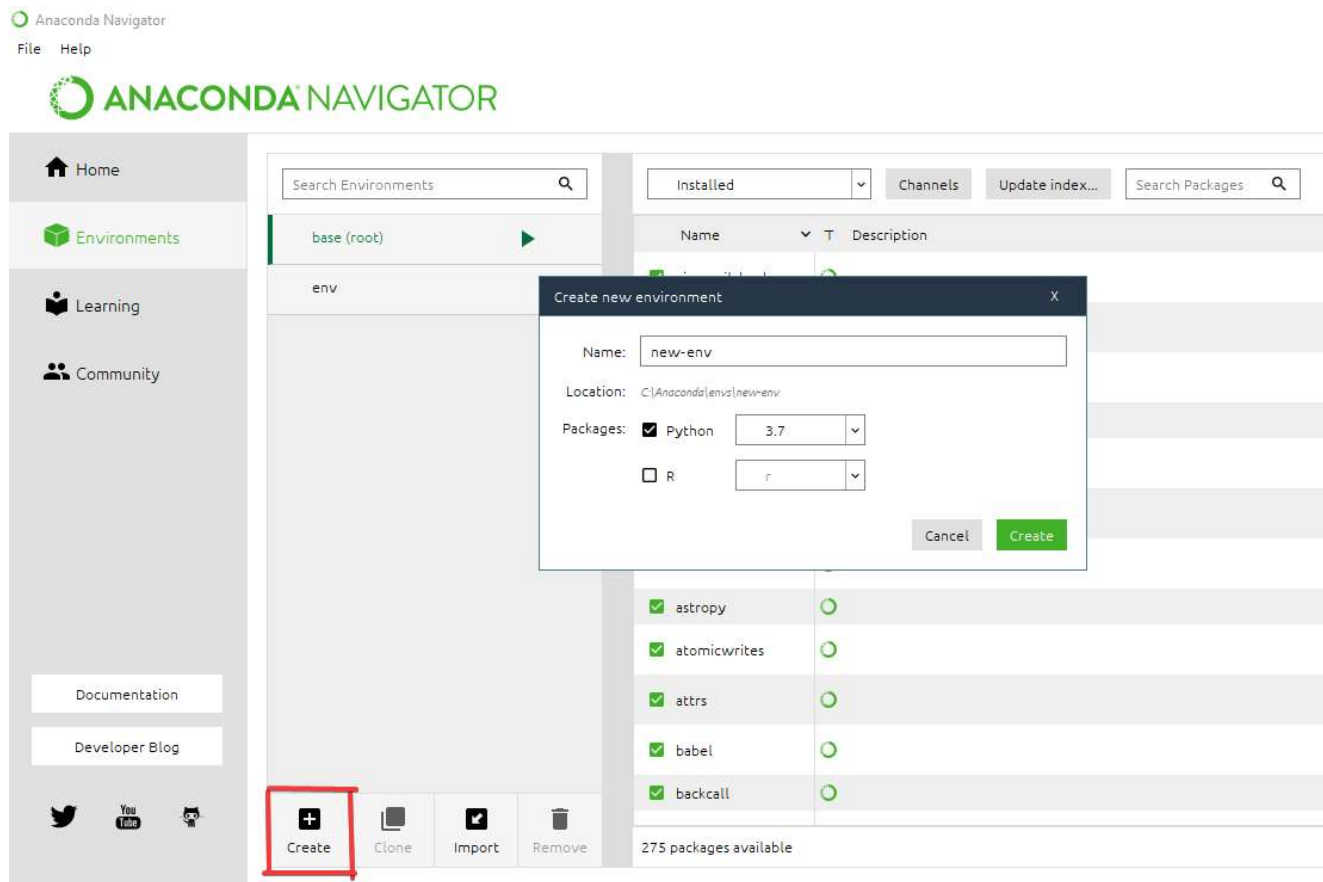 Anaconda Navigator
File Help
ANACONDA NAVIGATOR
Home
Environments
Learning
Community
Documentation
Developer Blog
You
Tube
Search Environments
base (root)
env
Create Clone Import Remove
Installed Channels Update index... Search Packages
Name T Description
Create new environment X
Name: new-env
Location: C:\Anaconda\envs\new-env
Packages: Python 3.7
R r
Cancel Create
astropy
atomicwrites
attrs
babel
backcall
275 packages available